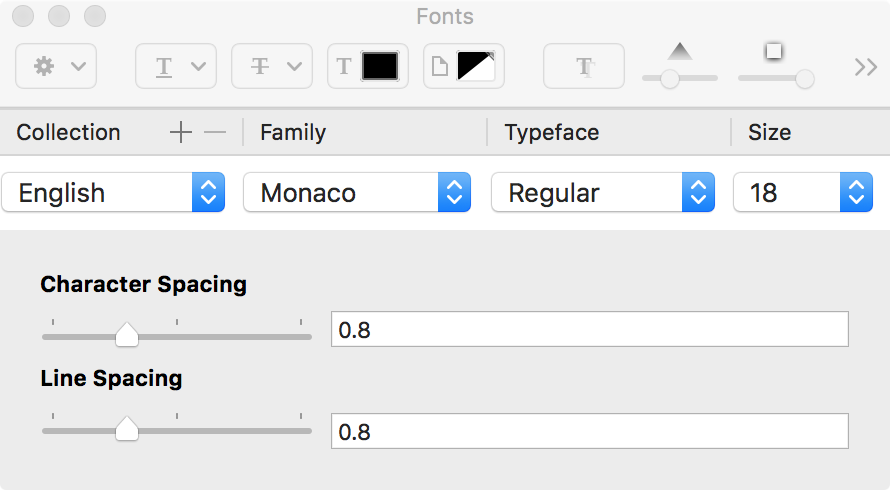 Fonts
T T T T
Collection + − Family Typeface Size
English Monaco Regular 18
Character Spacing
0.8
Line Spacing
0.8